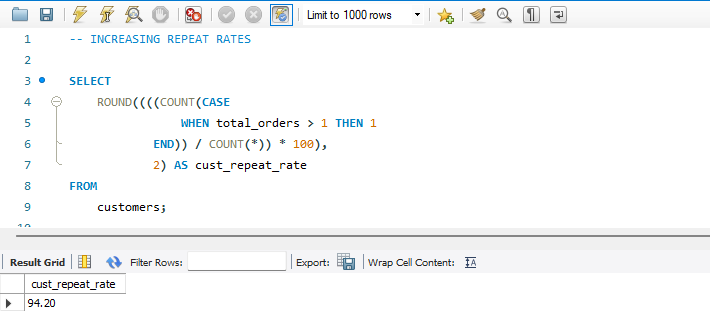 Limit to 1000 rows
1 -- INCREASING REPEAT RATES
2
3 SELECT
4 ROUND((((COUNT(CASE
5 WHEN total_orders > 1 THEN 1
6 END)) / COUNT(*)) * 100),
7 2) AS cust_repeat_rate
8 FROM
9 customers;
10
Result Grid Filter Rows: Export: Wrap Cell Content:
cust_repeat_rate
94.20